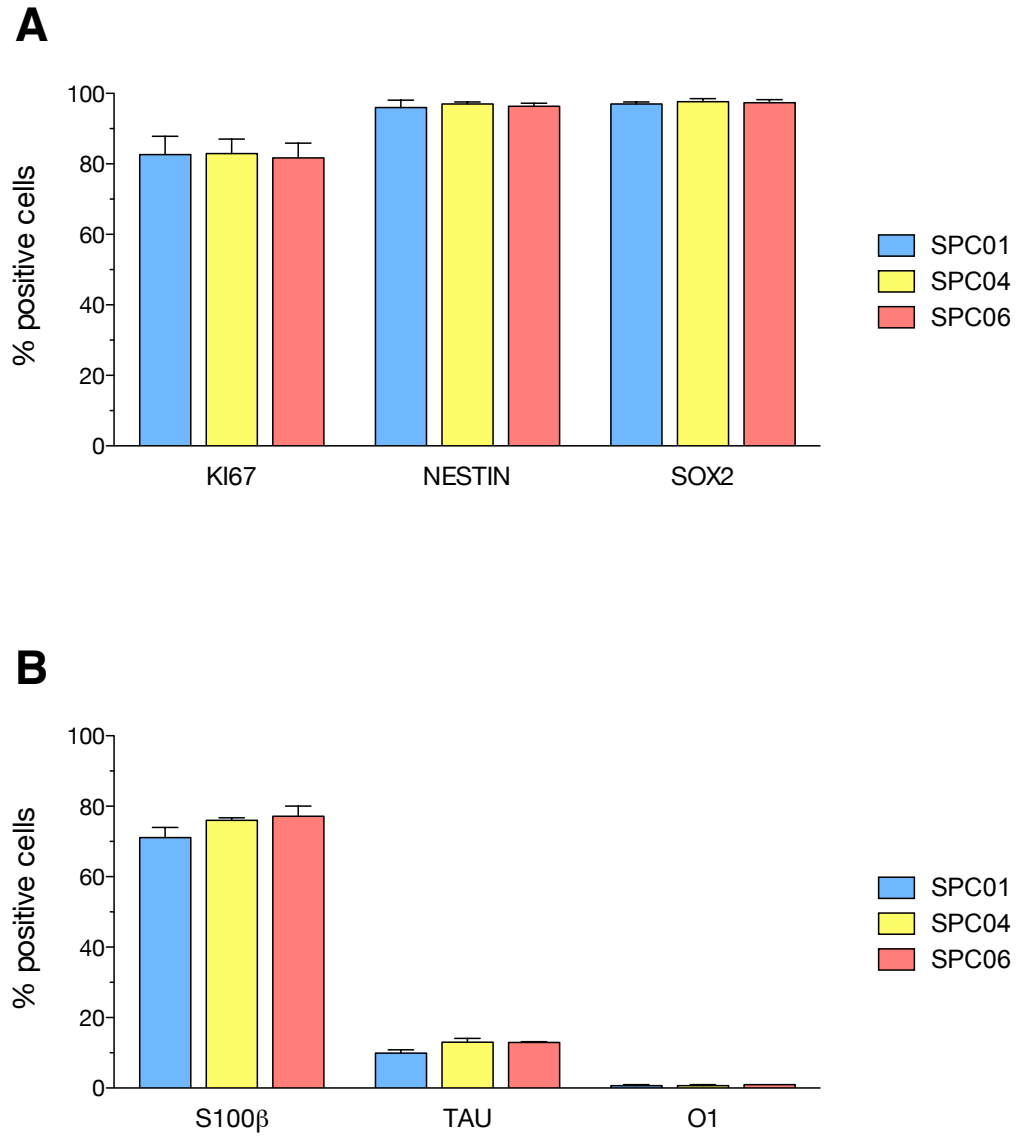 A
% positive cells
100
80
60
40
20
0
KI67 NESTIN SOX2
SPC01
SPC04
SPC06
B
% positive cells
100
80
60
40
20
0
S100β TAU O1
SPC01
SPC04
SPC06